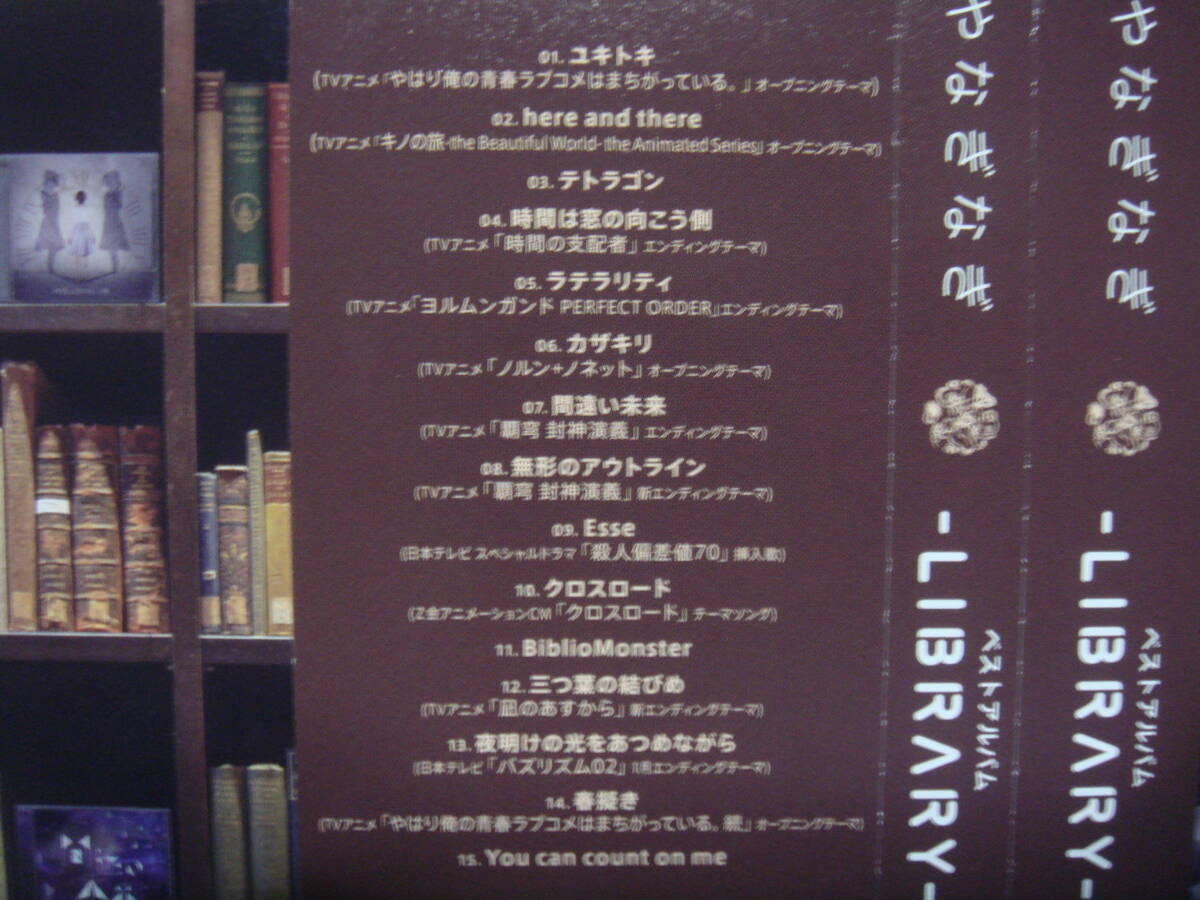 01. ユキトキ
(TVアニメ「やはり俺の青春ラブコメはまちがっている。」オープニングテーマ)
02. here and there
(TVアニメ「キノの旅 -the Beautiful World- the Animated Series」オープニングテーマ)
03. テトラゴン
04. 時間は窓の向こう側
(TVアニメ「時間の支配者」エンディングテーマ)
05. ラテラリティ
(TVアニメ「ヨルムンガンド PERFECT ORDER」エンディングテーマ)
06. カザキリ
(TVアニメ「ノルン+ノネット」オープニングテーマ)
07. 間遠い未来
(TVアニメ「覇穹 封神演義」エンディングテーマ)
08. 無形のアウトライン
(TVアニメ「覇穹 封神演義」新エンディングテーマ)
09. Esse
(日本テレビ スペシャルドラマ「殺人偏差値70」挿入歌)
10. クロスロード
(Z会アニメーションCM「クロスロード」テーマソング)
11. BiblioMonster
12. 三つ葉の結びめ
(TVアニメ「凪のあすから」新エンディングテーマ)
13. 夜明けの光をあつめながら
(日本テレビ「バズリズム02」11月エンディングテーマ)
14. 春擬き
(TVアニメ「やはり俺の青春ラブコメはまちがっている。続」オープニングテーマ)
15. You can count on me
やなぎなぎ
ベストアルバム
-LIBRARY-
やなぎなぎ
ベストアルバム
-LIBRARY-